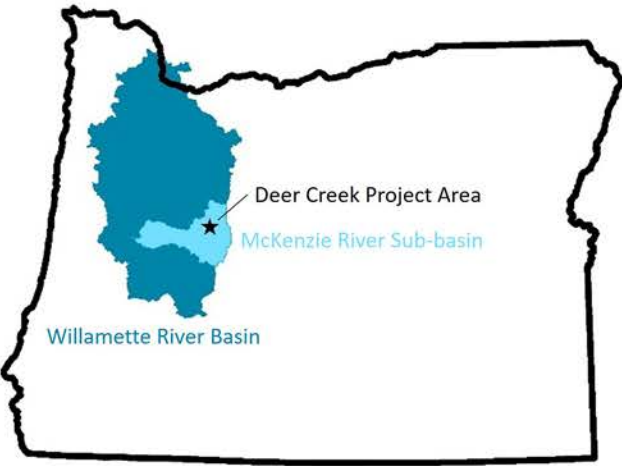 Deer Creek Project Area
McKenzie River Sub-basin
Willamette River Basin